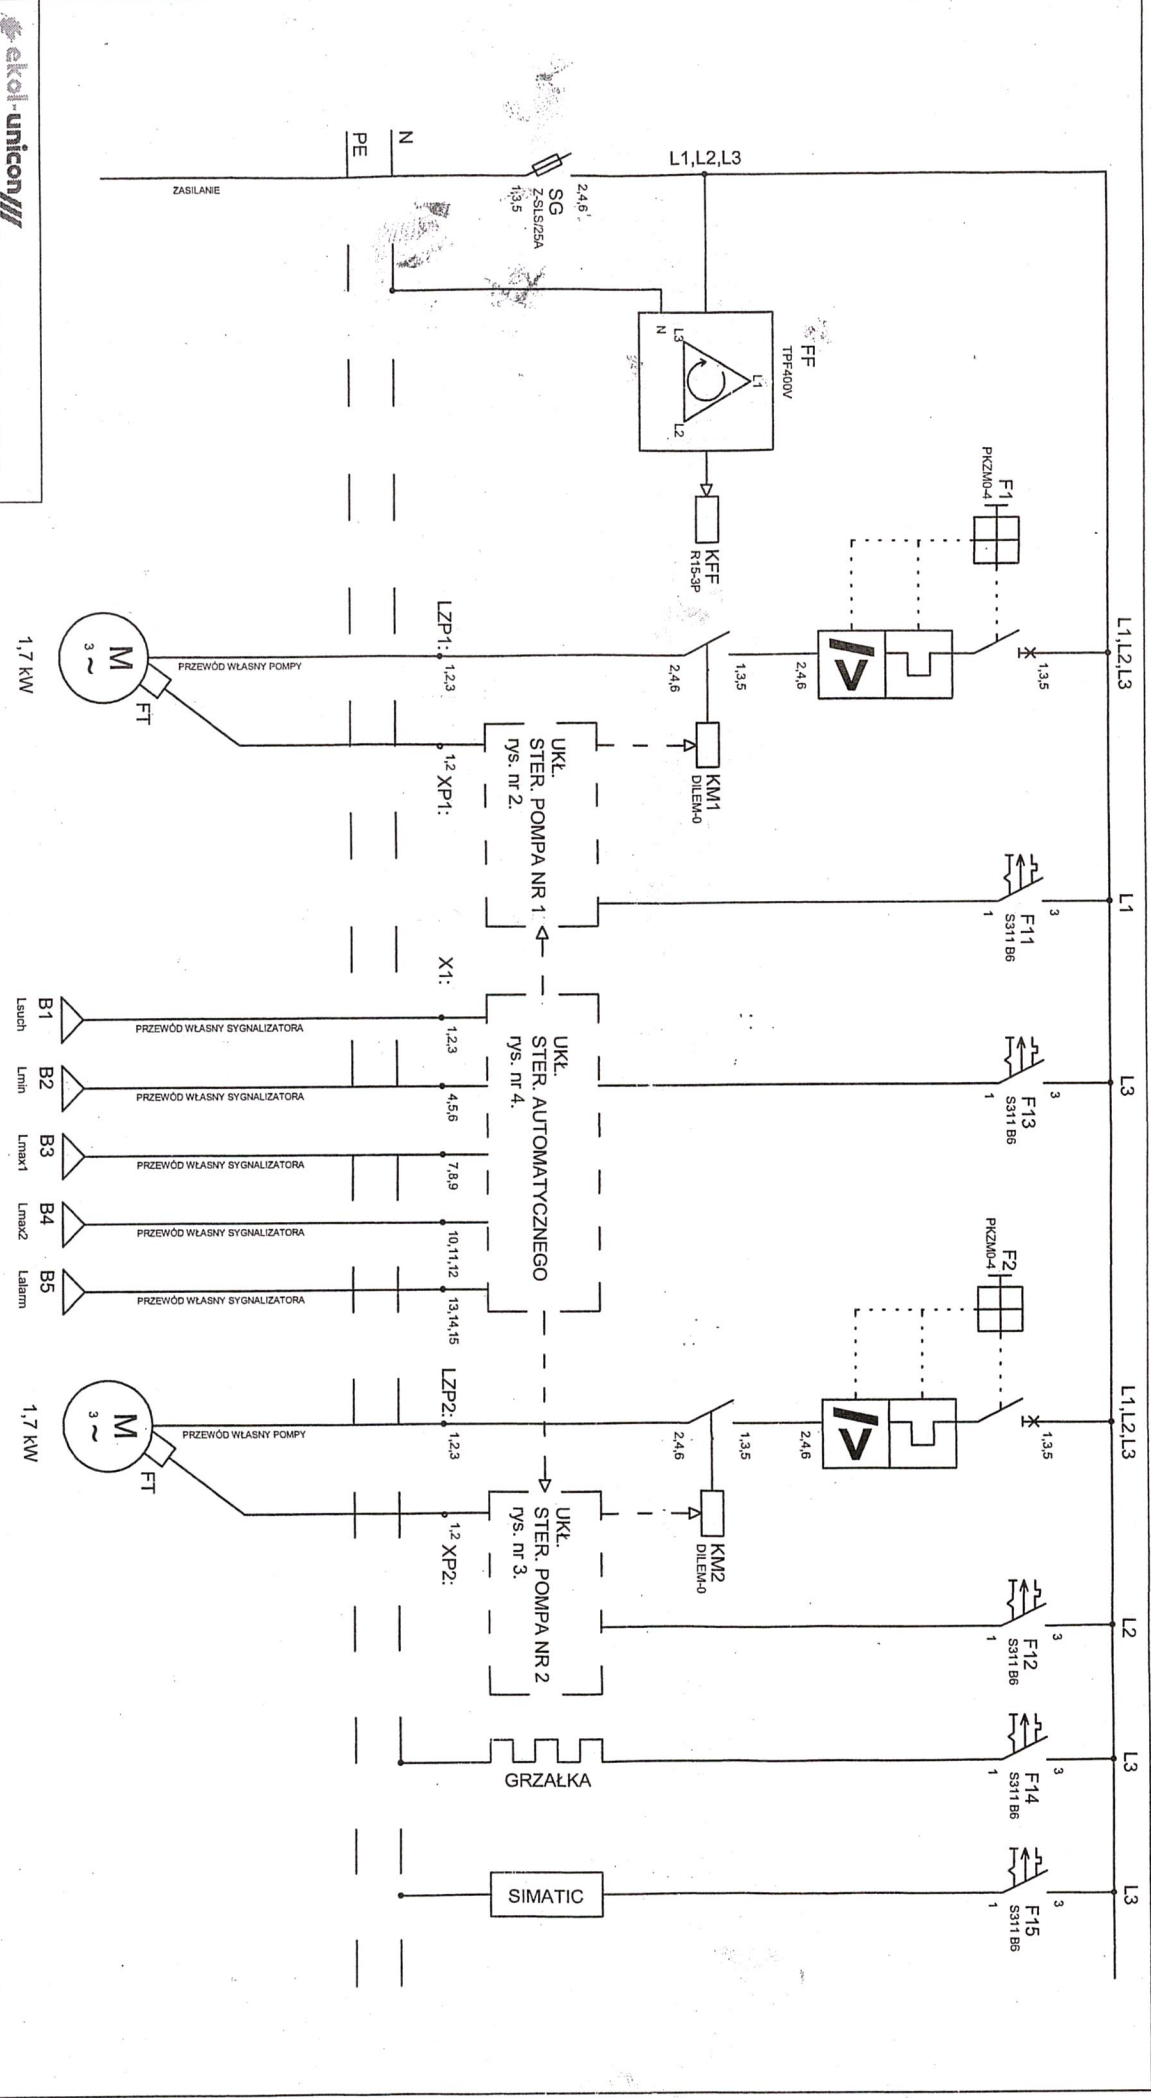 L1,L2,L3
L1
L3
L1,L2,L3
L2
L3
L3
F1
PKZM0-4
1,3,5
3
F11
S311 B6
1
3
F13
S311 B6
1
F2
PKZM0-4
1,3,5
3
F12
S311 B6
1
3
F14
S311 B6
1
3
F15
S311 B6
1
L1,L2,L3
FF
TPF400V
L1
L3
L2
N
2,4,6
SG
Z-SLS/25A
1,3,5
KFF
R15-3P
2,4,6
1,3,5
2,4,6
KM1
DILEM-0
2,4,6
1,3,5
2,4,6
KM2
DILEM-0
UKŁ.
STER. POMPA NR 1
rys. nr 2.
UKŁ.
STER. AUTOMATYCZNEGO
rys. nr 4.
UKŁ.
STER. POMPA NR 2
rys. nr 3.
GRZAŁKA
SIMATIC
LZP1:
1,2,3
1,2 XP1:
X1:
1,2,3
4,5,6
7,8,9
10,11,12
13,14,15
LZP2:
1,2,3
1,2 XP2:
N
PE
ZASILANIE
PRZEWÓD WŁASNY POMPY
PRZEWÓD WŁASNY SYGNALIZATORA
PRZEWÓD WŁASNY SYGNALIZATORA
PRZEWÓD WŁASNY SYGNALIZATORA
PRZEWÓD WŁASNY SYGNALIZATORA
PRZEWÓD WŁASNY SYGNALIZATORA
PRZEWÓD WŁASNY POMPY
M
3 ~
FT
1,7 kW
B1
Lsuch
B2
Lmin
B3
Lmax1
B4
Lmax2
B5
Lalarm
M
3 ~
FT
1,7 kW
ekol-unicon